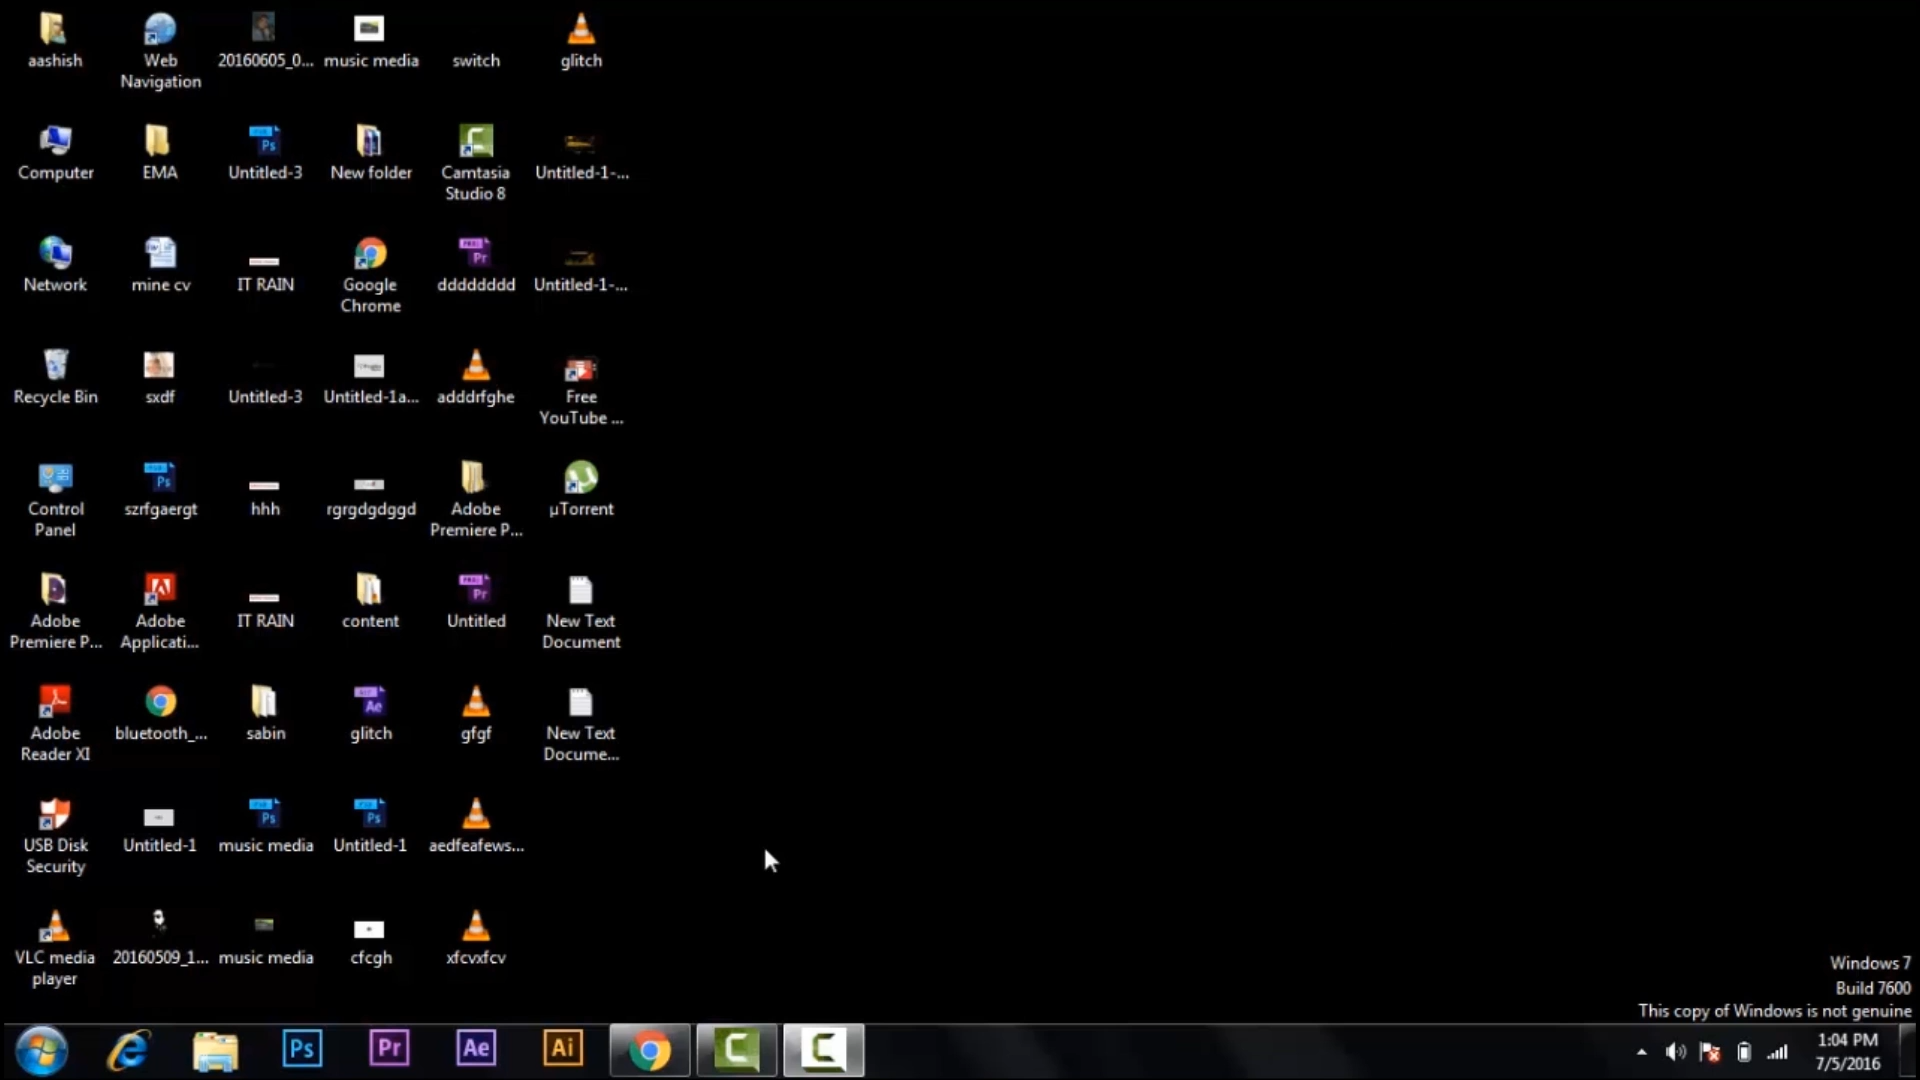 aashish
Web
Navigation
20160605_0...
music media
switch
glitch
Computer
EMA
Untitled-3
New folder
Camtasia
Studio 8
Untitled-1-...
Network
mine cv
IT RAIN
Google
Chrome
dddddddd
Untitled-1-...
Recycle Bin
sxdf
Untitled-3
Untitled-1a...
adddrfghe
Free
YouTube ...
Control
Panel
szrfgaergt
hhh
rgrgdgdggd
Adobe
Premiere P...
µTorrent
Adobe
Premiere P...
Adobe
Applicati...
IT RAIN
content
Untitled
New Text
Document
Adobe
Reader XI
bluetooth_...
sabin
glitch
gfgf
New Text
Docume...
USB Disk
Security
Untitled-1
music media
Untitled-1
aedfeafews...
VLC media
player
20160509_1...
music media
cfcgh
xfcvxfcv
Windows 7
Build 7600
This copy of Windows is not genuine
Ps
Pr
Ae
Ai
1:04 PM
7/5/2016